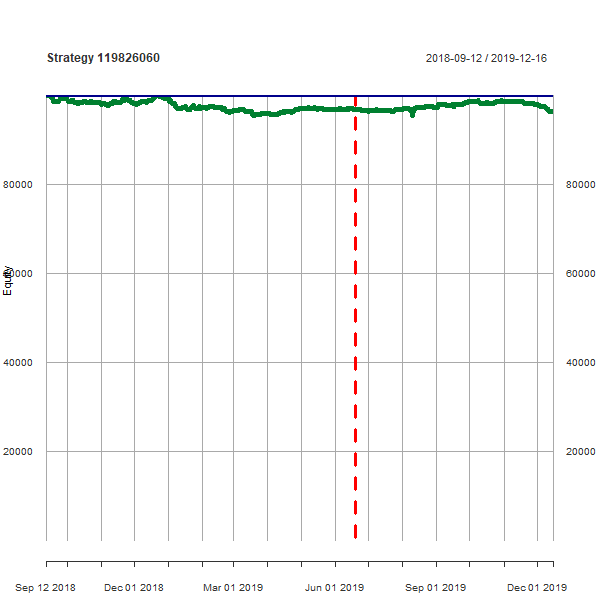 Strategy 119826060
2018-09-12 / 2019-12-16
80000
80000
Equity
60000
60000
40000
40000
20000
20000
Sep 12 2018
Dec 01 2018
Mar 01 2019
Jun 01 2019
Sep 01 2019
Dec 01 2019